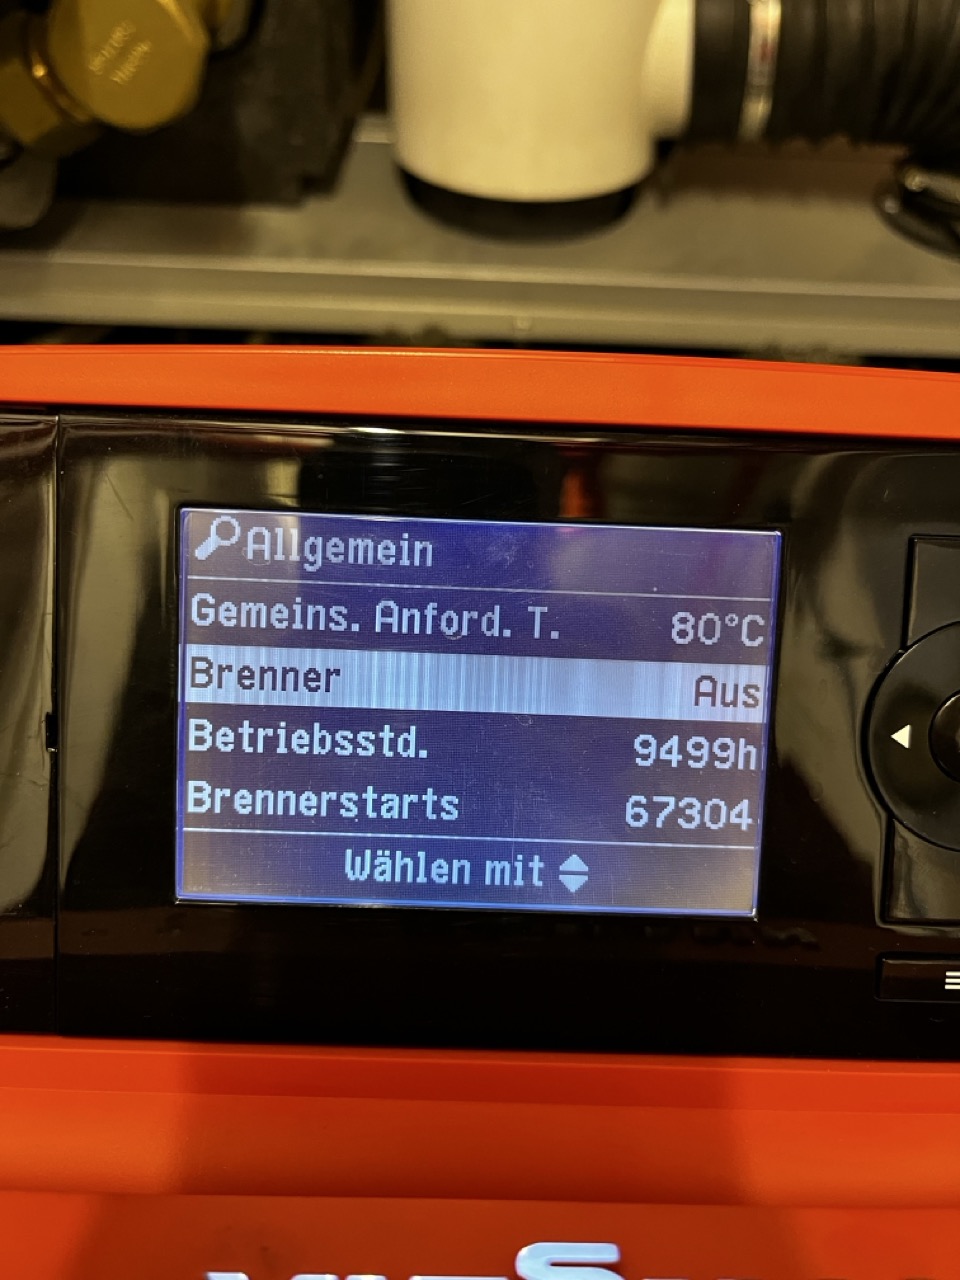 Allgemein
Gemeins. Anford. T. 80°C
Brenner Aus
Betriebsstd. 9499h
Brennerstarts 67304
Wählen mit